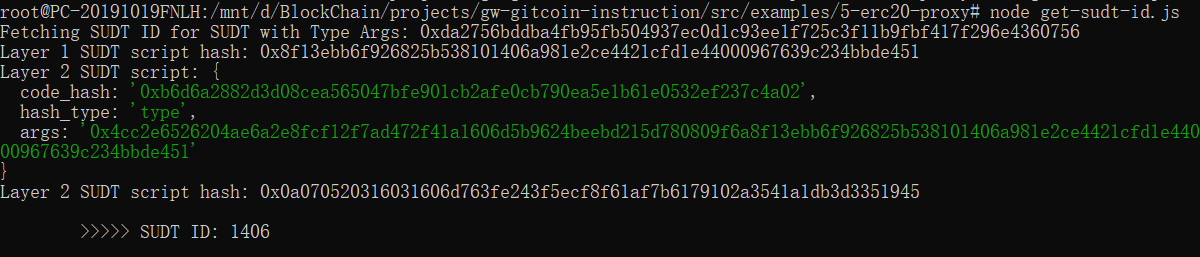 root@PC-20191019FNLH:/mnt/d/BlockChain/projects/gw-gitcoin-instruction/src/examples/5-erc20-proxy# node get-sudt-id.js
Fetching SUDT ID for SUDT with Type Args: 0xda2756bddba4fb95fb504937ec0d1c93ee1f725c3f11b9fbf417f296e4360756
Layer 1 SUDT script hash: 0x8f13ebb6f926825b538101406a981e2ce4421cfd1e44000967639c234bbde451
Layer 2 SUDT script: {
  code_hash: '0xb6d6a2882d3d08cea565047bfe901cb2afe0cb790ea5e1b61e0532ef237c4a02',
  hash_type: 'type',
  args: '0x4cc2e6526204ae6a2e8fcf12f7ad472f41a1606d5b9624beebd215d780809f6a8f13ebb6f926825b538101406a981e2ce4421cfd1e440
00967639c234bbde451'
}
Layer 2 SUDT script hash: 0x0a070520316031606d763fe243f5ecf8f61af7b6179102a3541a1db3d3351945
        >>>>> SUDT ID: 1406